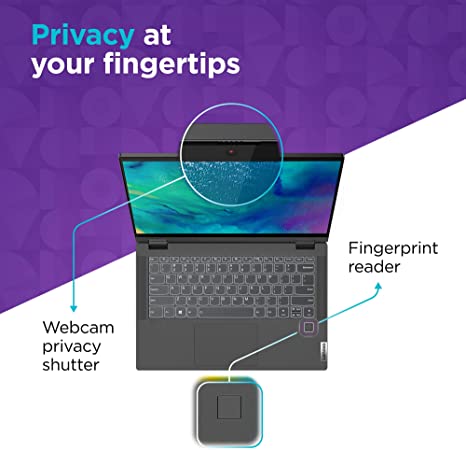 Privacy at
your fingertips
Fingerprint
reader
Webcam
privacy
shutter